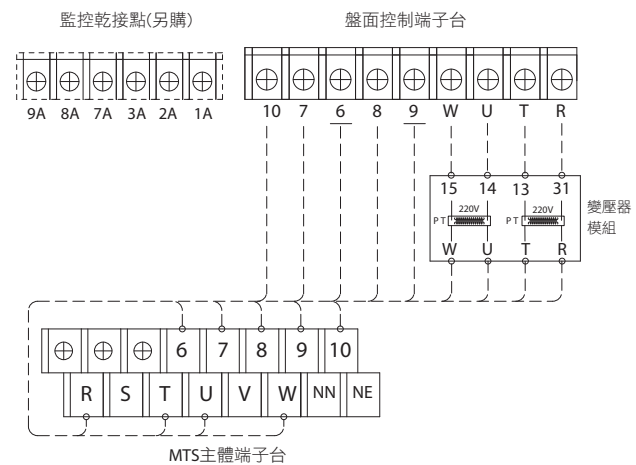 監控乾接點(另購)
盤面控制端子台
9A 8A 7A 3A 2A 1A
10 7 6 8 9 W U T R
15 14 13 31
220V 220V
PT PT
變壓器
模組
W U T R
6 7 8 9 10
R S T U V W NN NE
MTS主體端子台